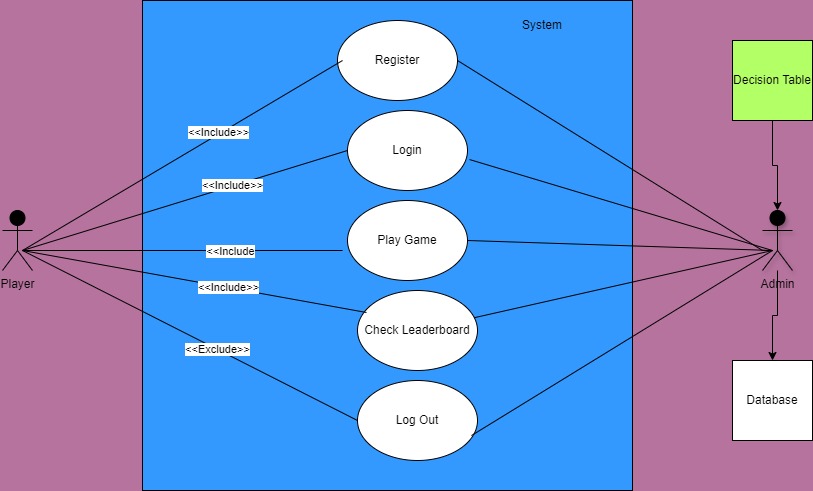 System
Register
Decision Table
<<Include>>
Login
<<Include>>
Play Game
<<Include
Player
Admin
<<Include>>
Check Leaderboard
<<Exclude>>
Database
Log Out